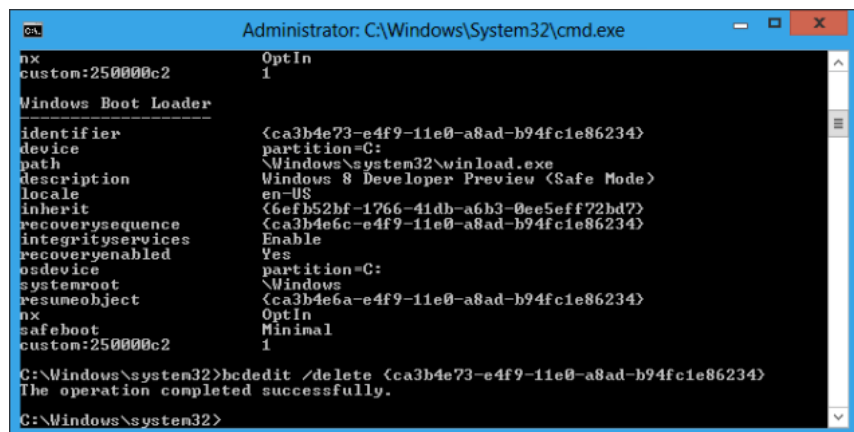 Administrator: C:\Windows\System32\cmd.exe
nx OptIn
custom:250000c2 1
Windows Boot Loader
-------------------
identifier {ca3b4e73-e4f9-11e0-a8ad-b94fc1e86234}
device partition=C:
path \Windows\system32\winload.exe
description Windows 8 Developer Preview (Safe Mode)
locale en-US
inherit {6efb52bf-1766-41db-a6b3-0ee5eff72bd7}
recoverysequence {ca3b4e6c-e4f9-11e0-a8ad-b94fc1e86234}
integrityservices Enable
recoveryenabled Yes
osdevice partition=C:
systemroot \Windows
resumeobject {ca3b4e6a-e4f9-11e0-a8ad-b94fc1e86234}
nx OptIn
safeboot Minimal
custom:250000c2 1
C:\Windows\system32>bcdedit /delete {ca3b4e73-e4f9-11e0-a8ad-b94fc1e86234}
The operation completed successfully.
C:\Windows\system32>